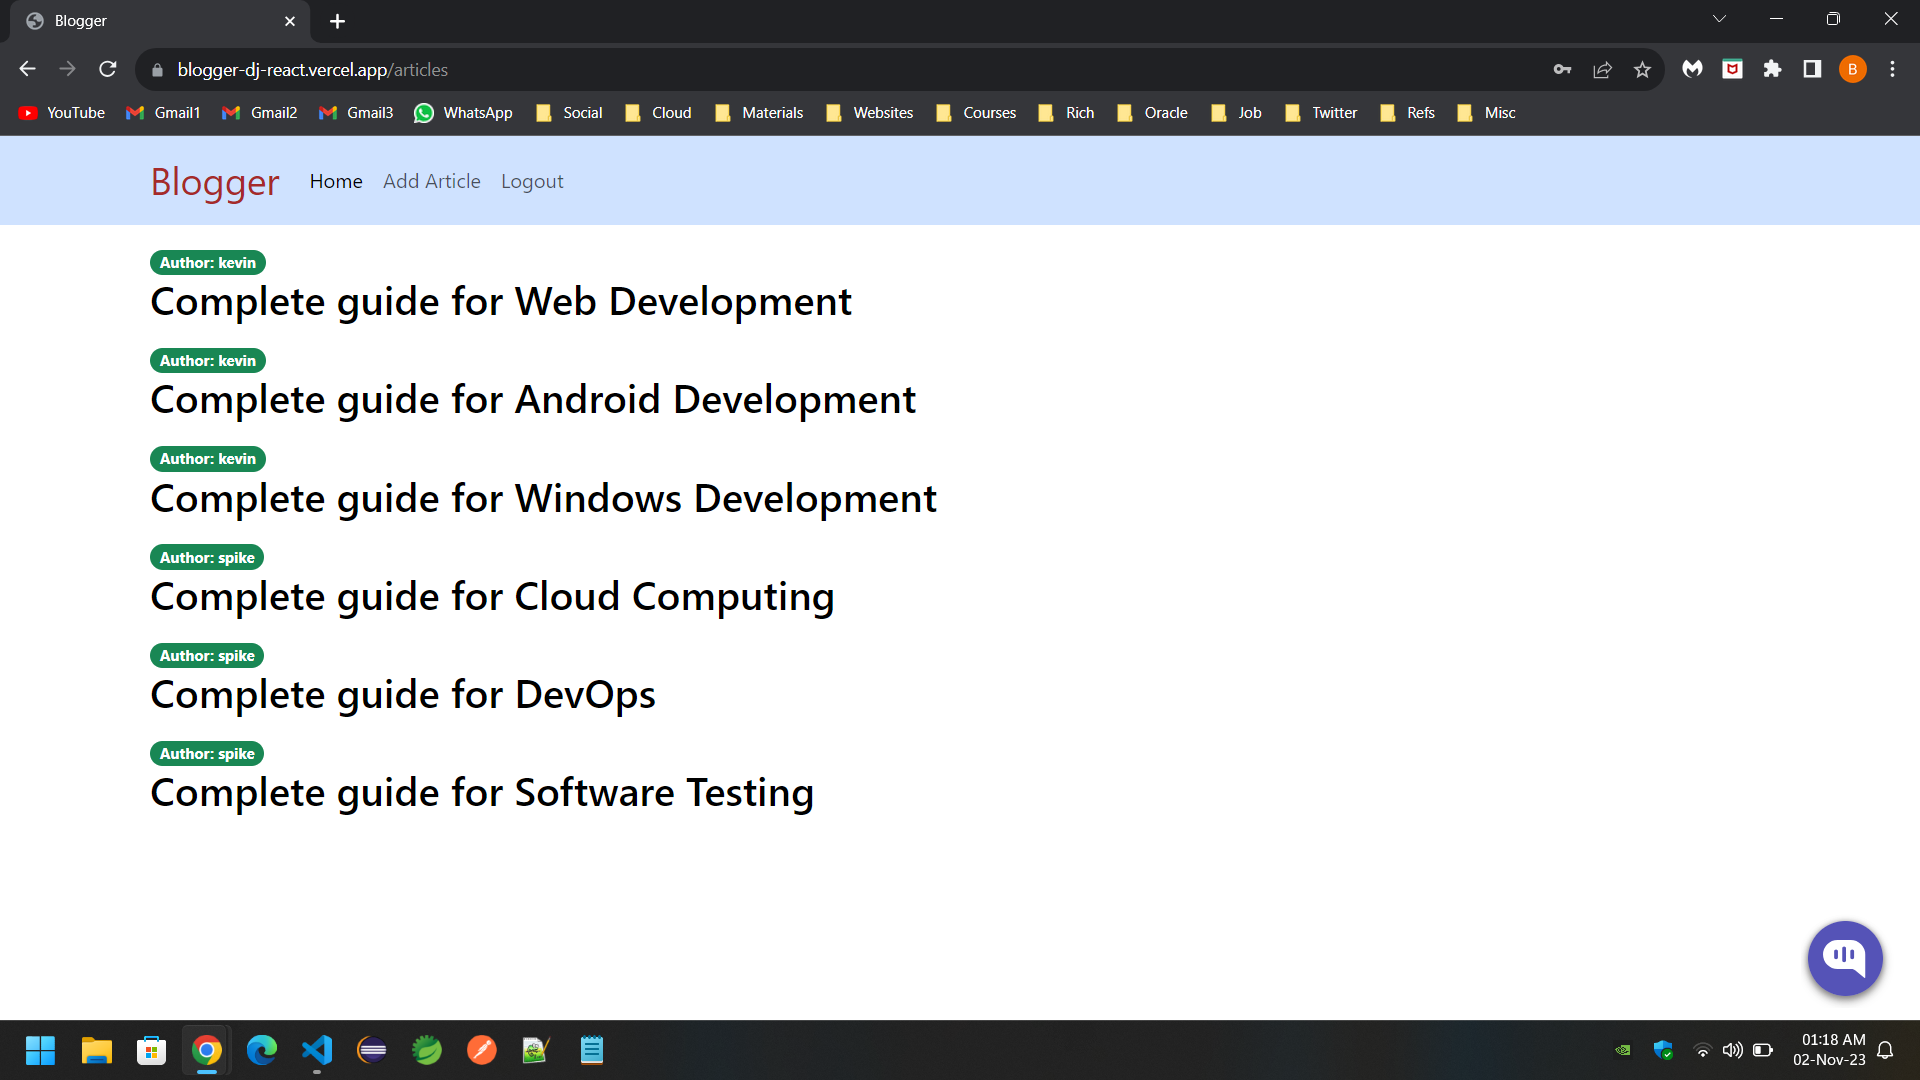 Blogger
blogger-dj-react.vercel.app/articles
B
YouTube Gmail1 Gmail2 Gmail3 WhatsApp Social Cloud Materials Websites Courses Rich Oracle Job Twitter Refs Misc
Blogger Home Add Article Logout
Author: kevin
Complete guide for Web Development
Author: kevin
Complete guide for Android Development
Author: kevin
Complete guide for Windows Development
Author: spike
Complete guide for Cloud Computing
Author: spike
Complete guide for DevOps
Author: spike
Complete guide for Software Testing
01:18 AM
02-Nov-23